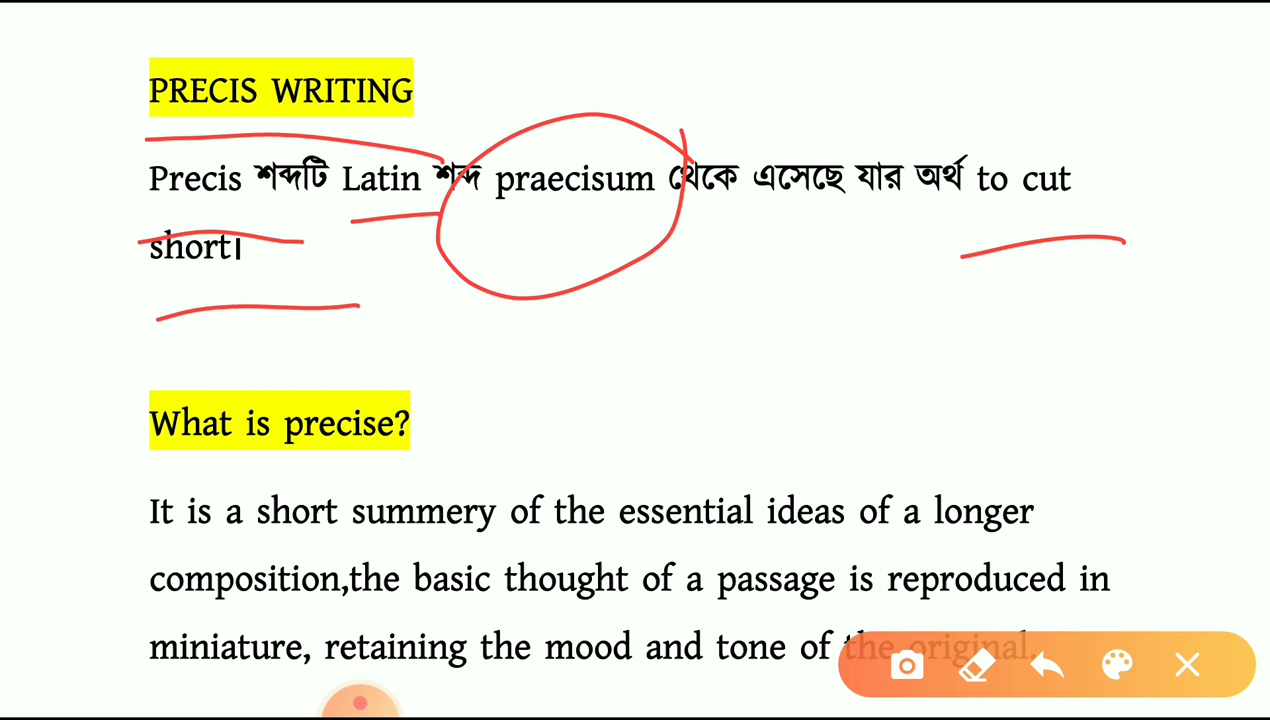 PRECIS WRITING
Precis শব্দটি Latin শব্দ praecisum থেকে এসেছে যার অর্থ to cut
short।
What is precise?
It is a short summery of the essential ideas of a longer
composition,the basic thought of a passage is reproduced in
miniature, retaining the mood and tone of the original.